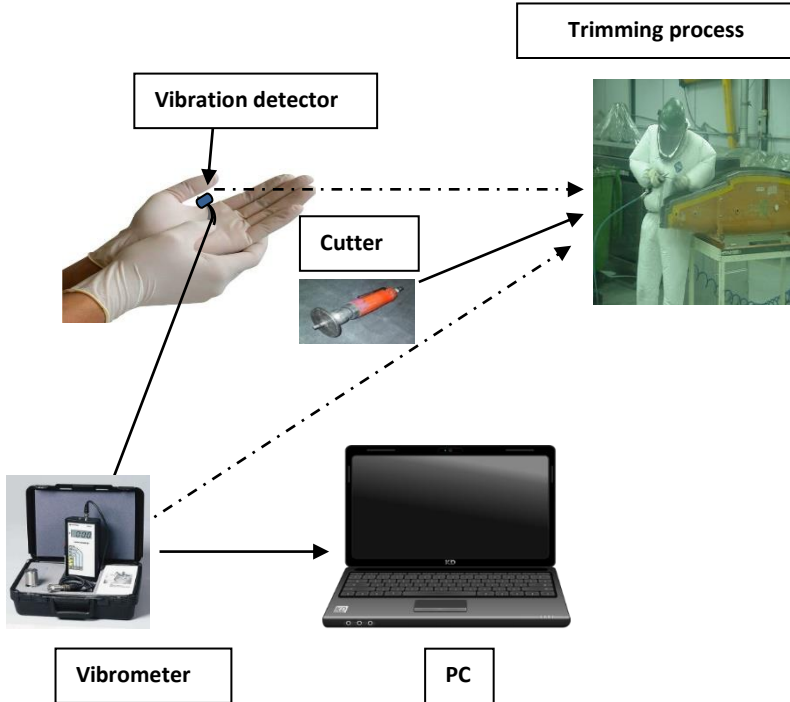 Trimming process
Vibration detector
Cutter
Vibrometer
PC